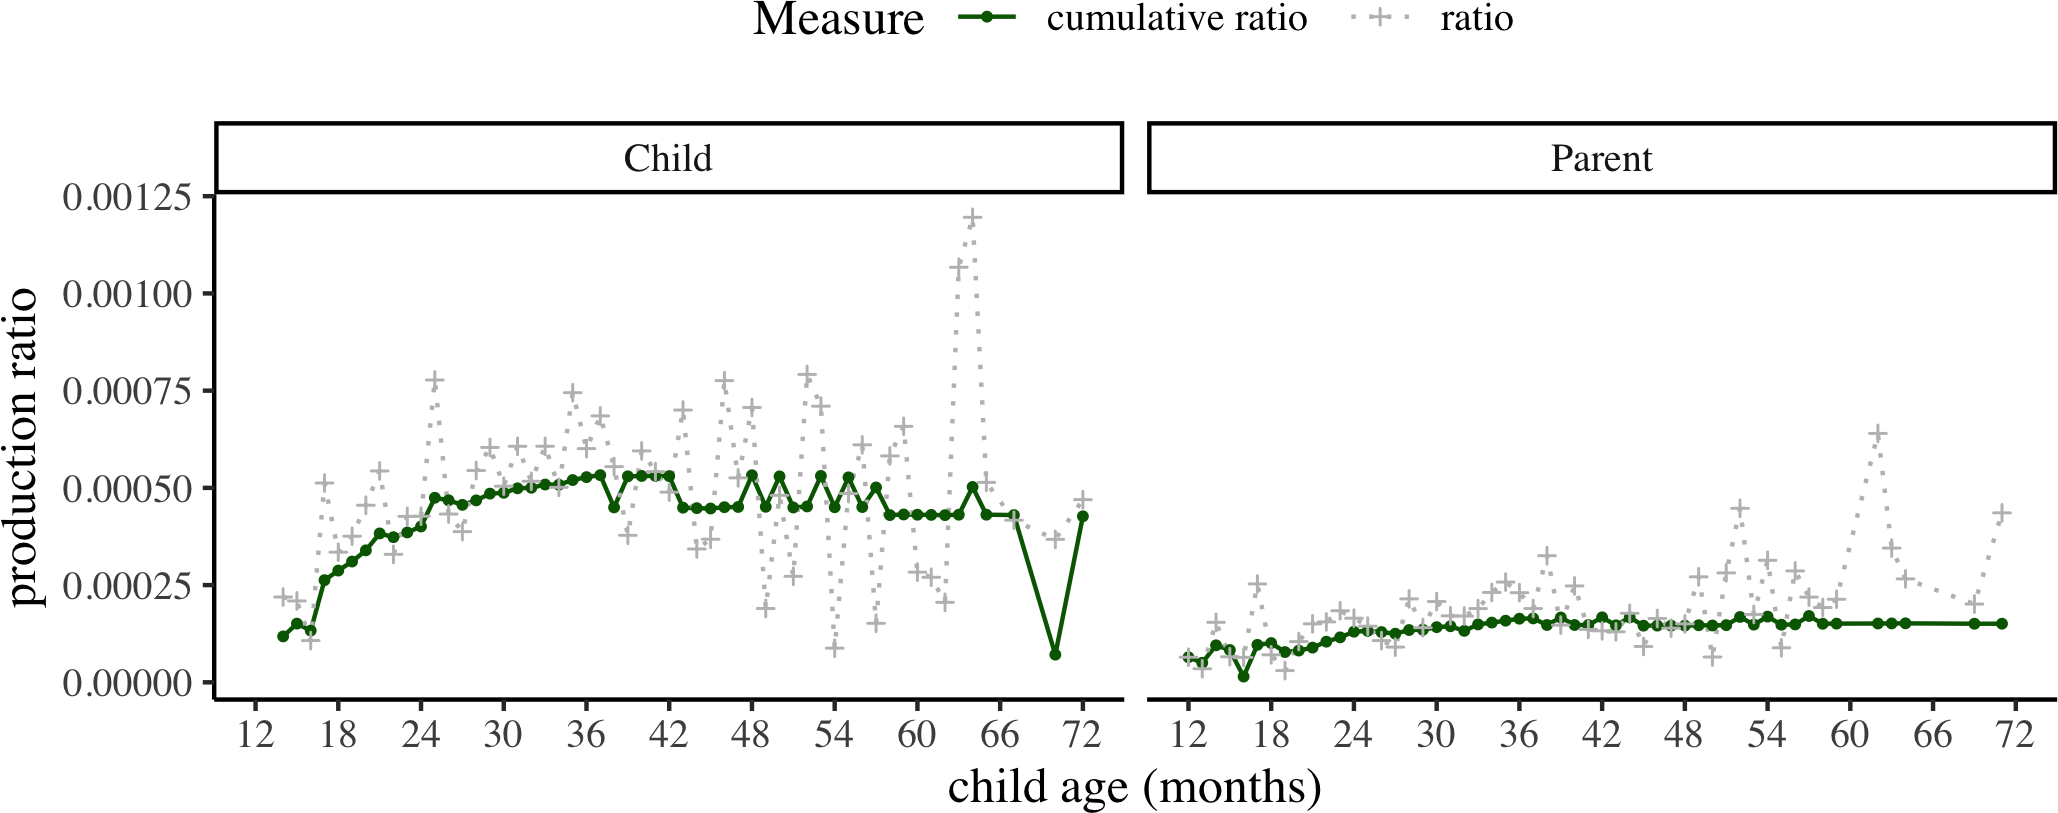 Measure cumulative ratio ratio
Child Parent
production ratio
0.00125
0.00100
0.00075
0.00050
0.00025
0.00000
12 18 24 30 36 42 48 54 60 66 72 12 18 24 30 36 42 48 54 60 66 72
child age (months)